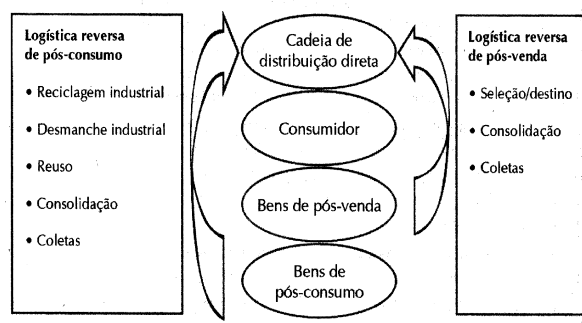 Logística reversa
de pós-consumo
• Reciclagem industrial
• Desmanche industrial
• Reuso
• Consolidação
• Coletas
Cadeia de
distribuição direta
Consumidor
Bens de pós-venda
Bens de
pós-consumo
Logística reversa
de pós-venda
• Seleção/destino
• Consolidação
• Coletas